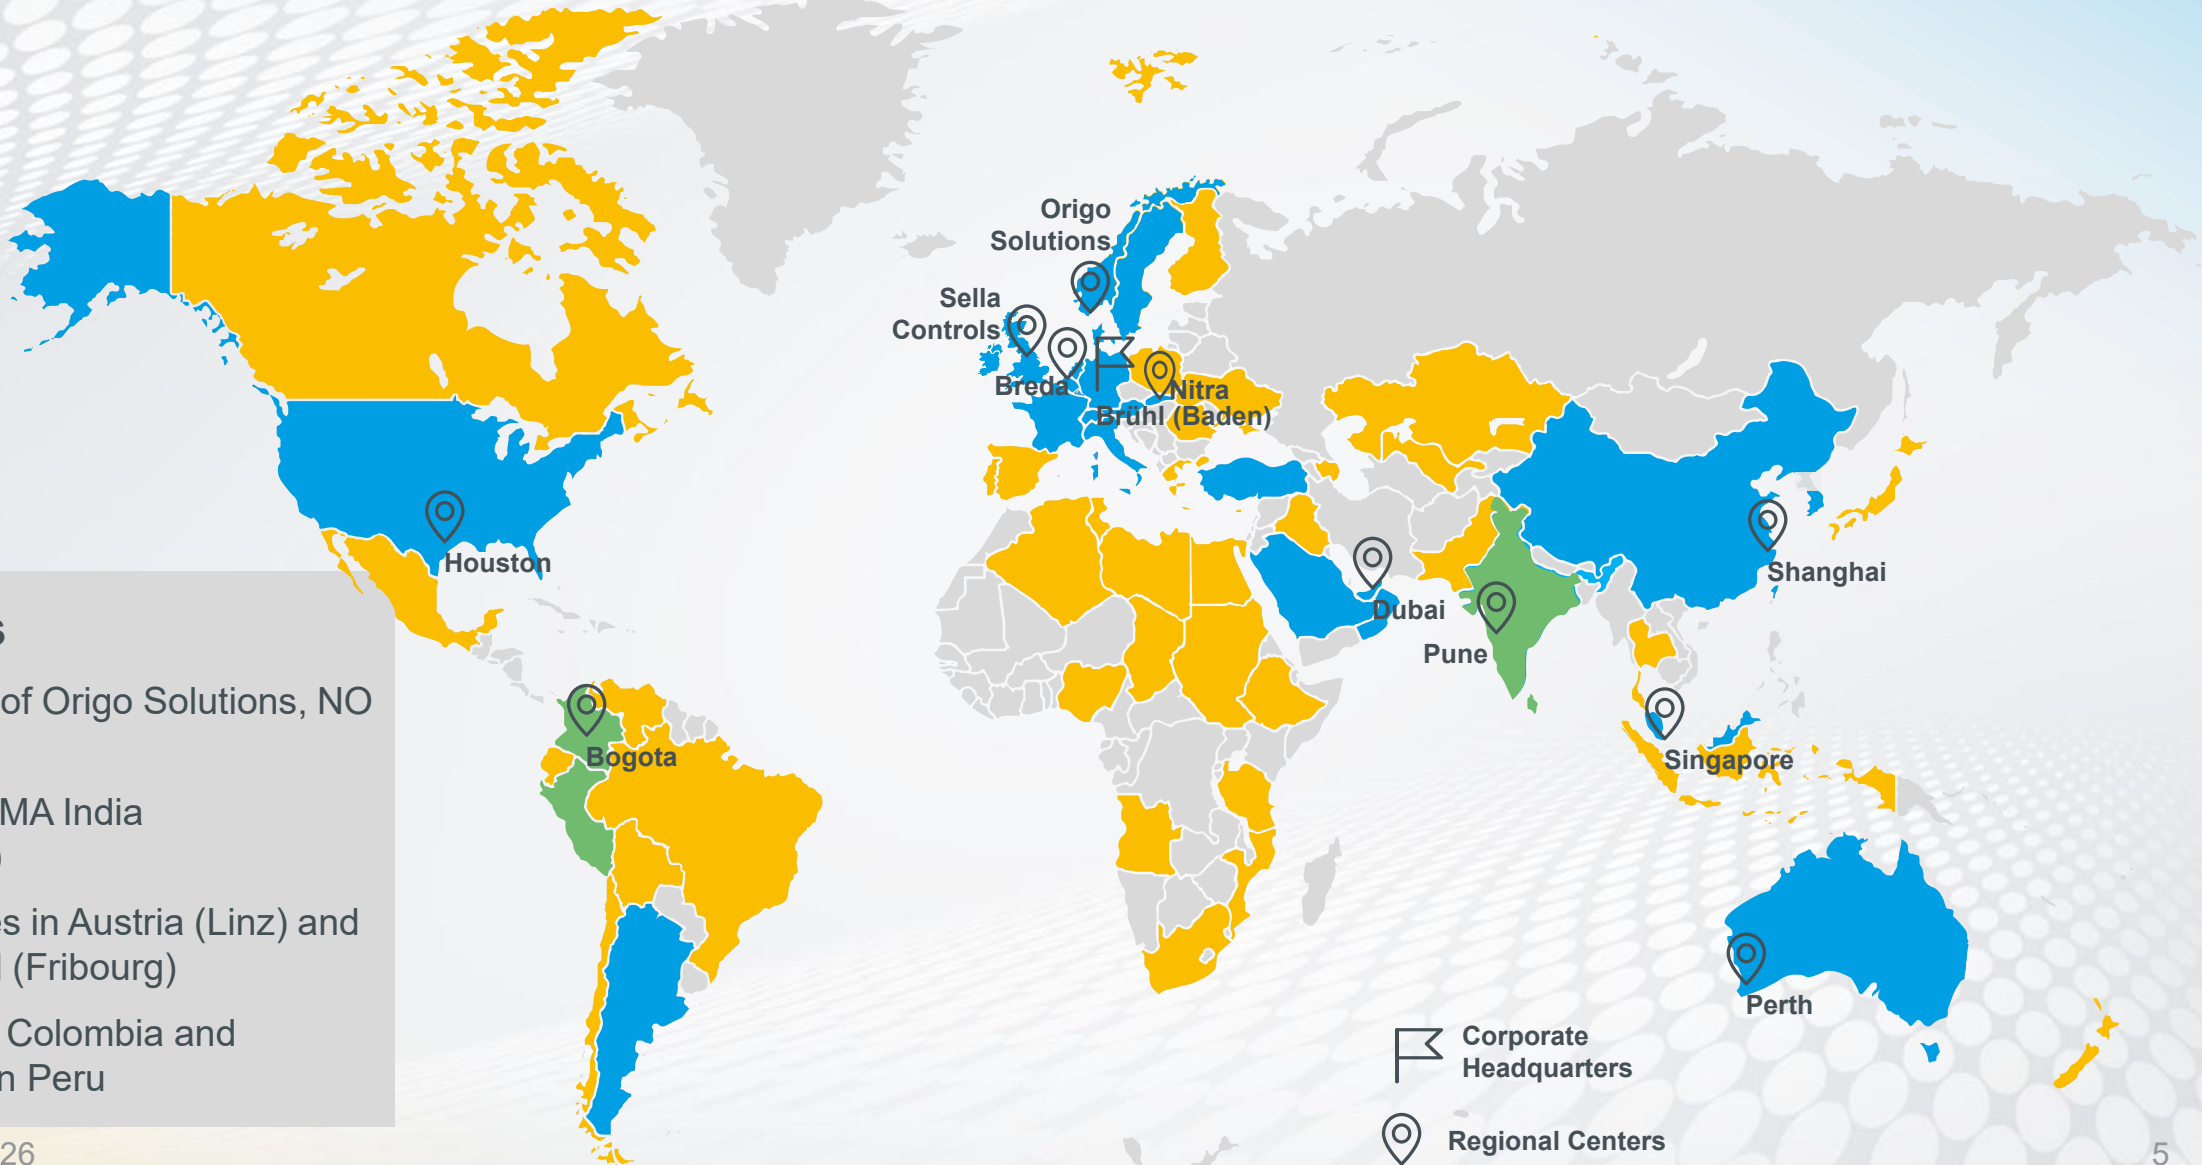 Origo
Solutions
Sella
Controls
Breda
Nitra
Brühl (Baden)
Houston
Shanghai
Dubai
Pune
Bogota
Singapore
Perth
s
of Origo Solutions, NO
MA India
)
es in Austria (Linz) and
l (Fribourg)
Colombia and
n Peru
Corporate
Headquarters
Regional Centers
26
5